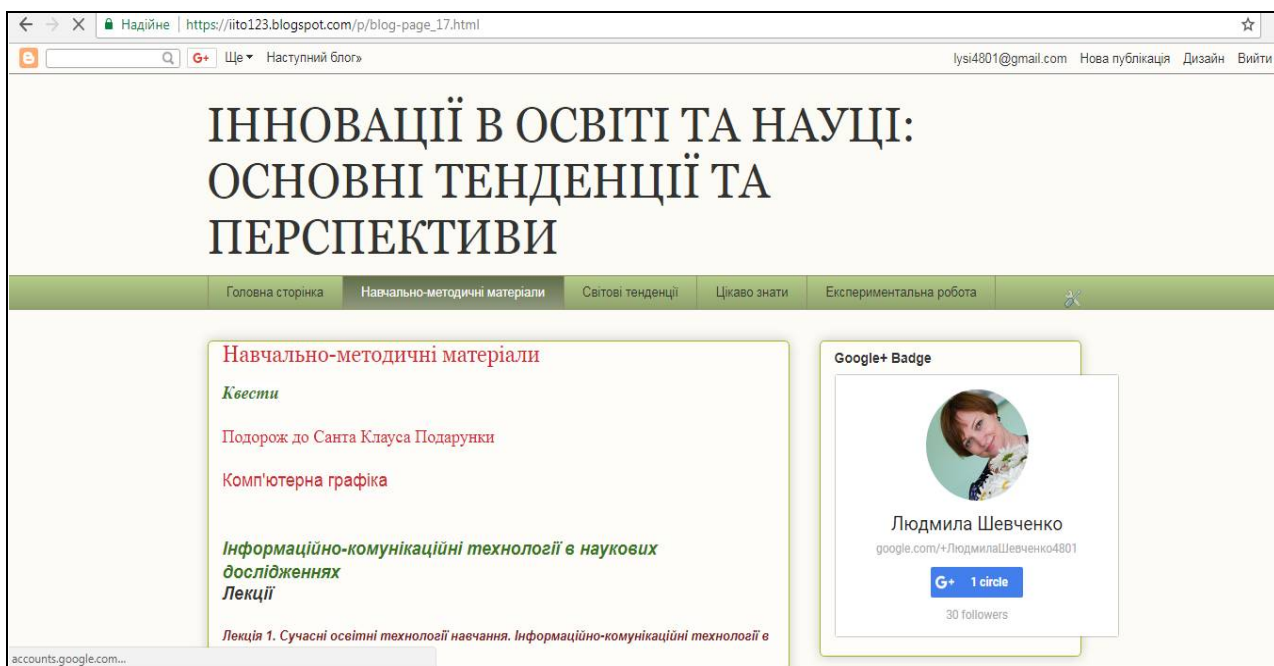 Надійне | https://iito123.blogspot.com/p/blog-page_17.html
G+ Ще Наступний блог»
lysi4801@gmail.com Нова публікація Дизайн Вийти
ІННОВАЦІЇ В ОСВІТІ ТА НАУЦІ:
ОСНОВНІ ТЕНДЕНЦІЇ ТА
ПЕРСПЕКТИВИ
Головна сторінка Навчально-методичні матеріали Світові тенденції Цікаво знати Експериментальна робота
Навчально-методичні матеріали
Квести
Подорож до Санта Клауса Подарунки
Комп'ютерна графіка
Інформаційно-комунікаційні технології в наукових
дослідженнях
Лекції
Лекція 1. Сучасні освітні технології навчання. Інформаційно-комунікаційні технології в
Google+ Badge
Людмила Шевченко
google.com/+ЛюдмилаШевченко4801
G+ 1 circle
30 followers
accounts.google.com...